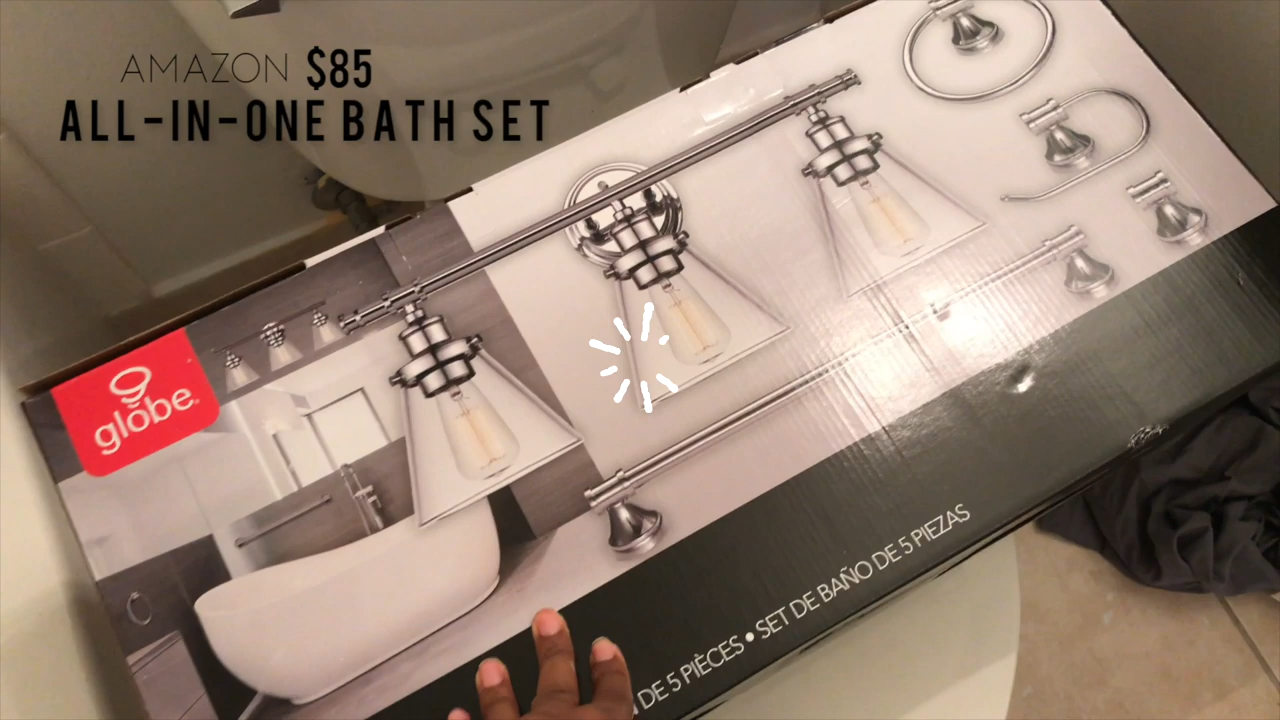 AMAZON $85
ALL-IN-ONE BATH SET
globe
DE 5 PIÈCES • SET DE BAÑO DE 5 PIEZAS